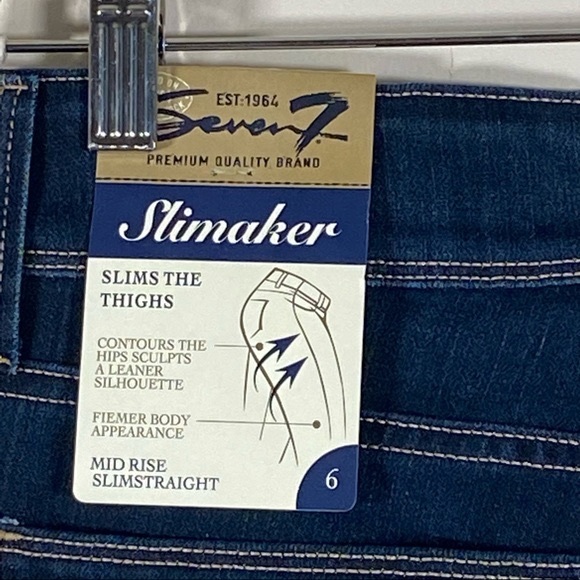 EST·1964
Seven7
PREMIUM QUALITY BRAND
Slimaker
SLIMS THE
THIGHS
CONTOURS THE
HIPS SCULPTS
A LEANER
SILHOUETTE
FIEMER BODY
APPEARANCE
MID RISE
SLIMSTRAIGHT
6